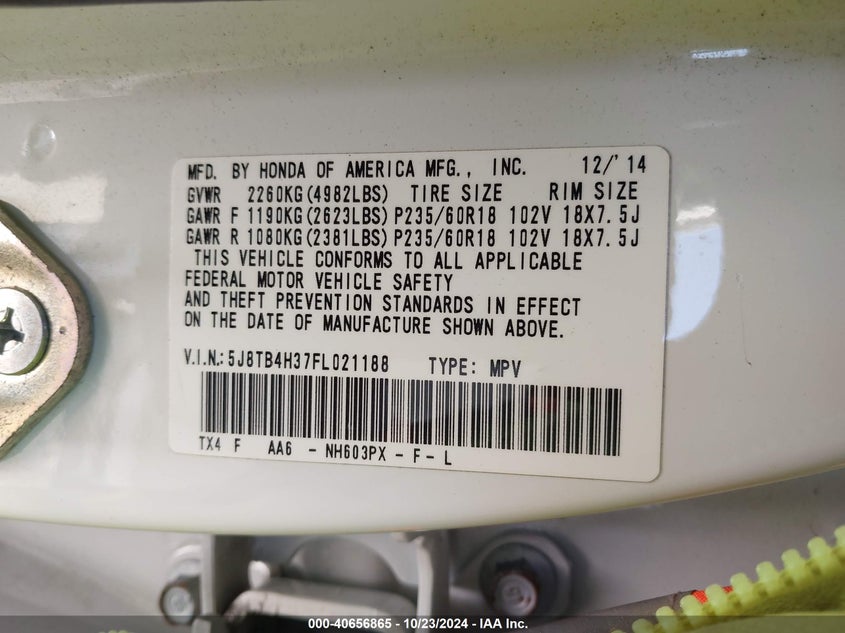 MFD. BY HONDA OF AMERICA MFG., INC. 12/'14
GVWR 2260KG(4982LBS) TIRE SIZE RIM SIZE
GAWR F 1190KG(2623LBS) P235/60R18 102V 18X7.5J
GAWR R 1080KG(2381LBS) P235/60R18 102V 18X7.5J
THIS VEHICLE CONFORMS TO ALL APPLICABLE
FEDERAL MOTOR VEHICLE SAFETY
AND THEFT PREVENTION STANDARDS IN EFFECT
ON THE DATE OF MANUFACTURE SHOWN ABOVE.
V.I.N.: 5J8TB4H37FL021188 TYPE: MPV
TX4 F AA6 - NH603PX - F - L
000-40656865 - 10/23/2024 - IAA Inc.